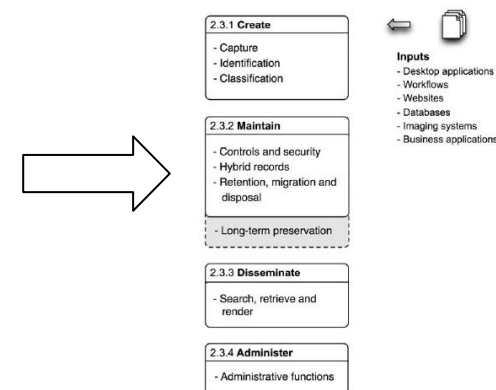 2.3.1 Create
- Capture
- Identification
- Classification
Inputs
- Desktop applications
- Workflows
- Websites
- Databases
- Imaging systems
- Business applications
2.3.2 Maintain
- Controls and security
- Hybrid records
- Retention, migration and
disposal
- Long-term preservation
2.3.3 Disseminate
- Search, retrieve and
render
2.3.4 Administer
- Administrative functions